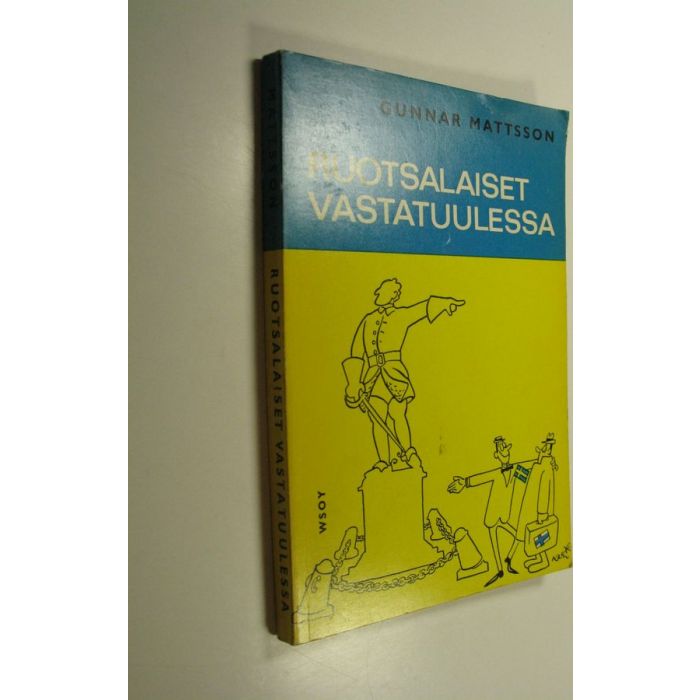 GUNNAR MATTSSON
RUOTSALAISET
VASTATUULESSA
WSOY
MATTSSON RUOTSALAISET VASTATUULESSA